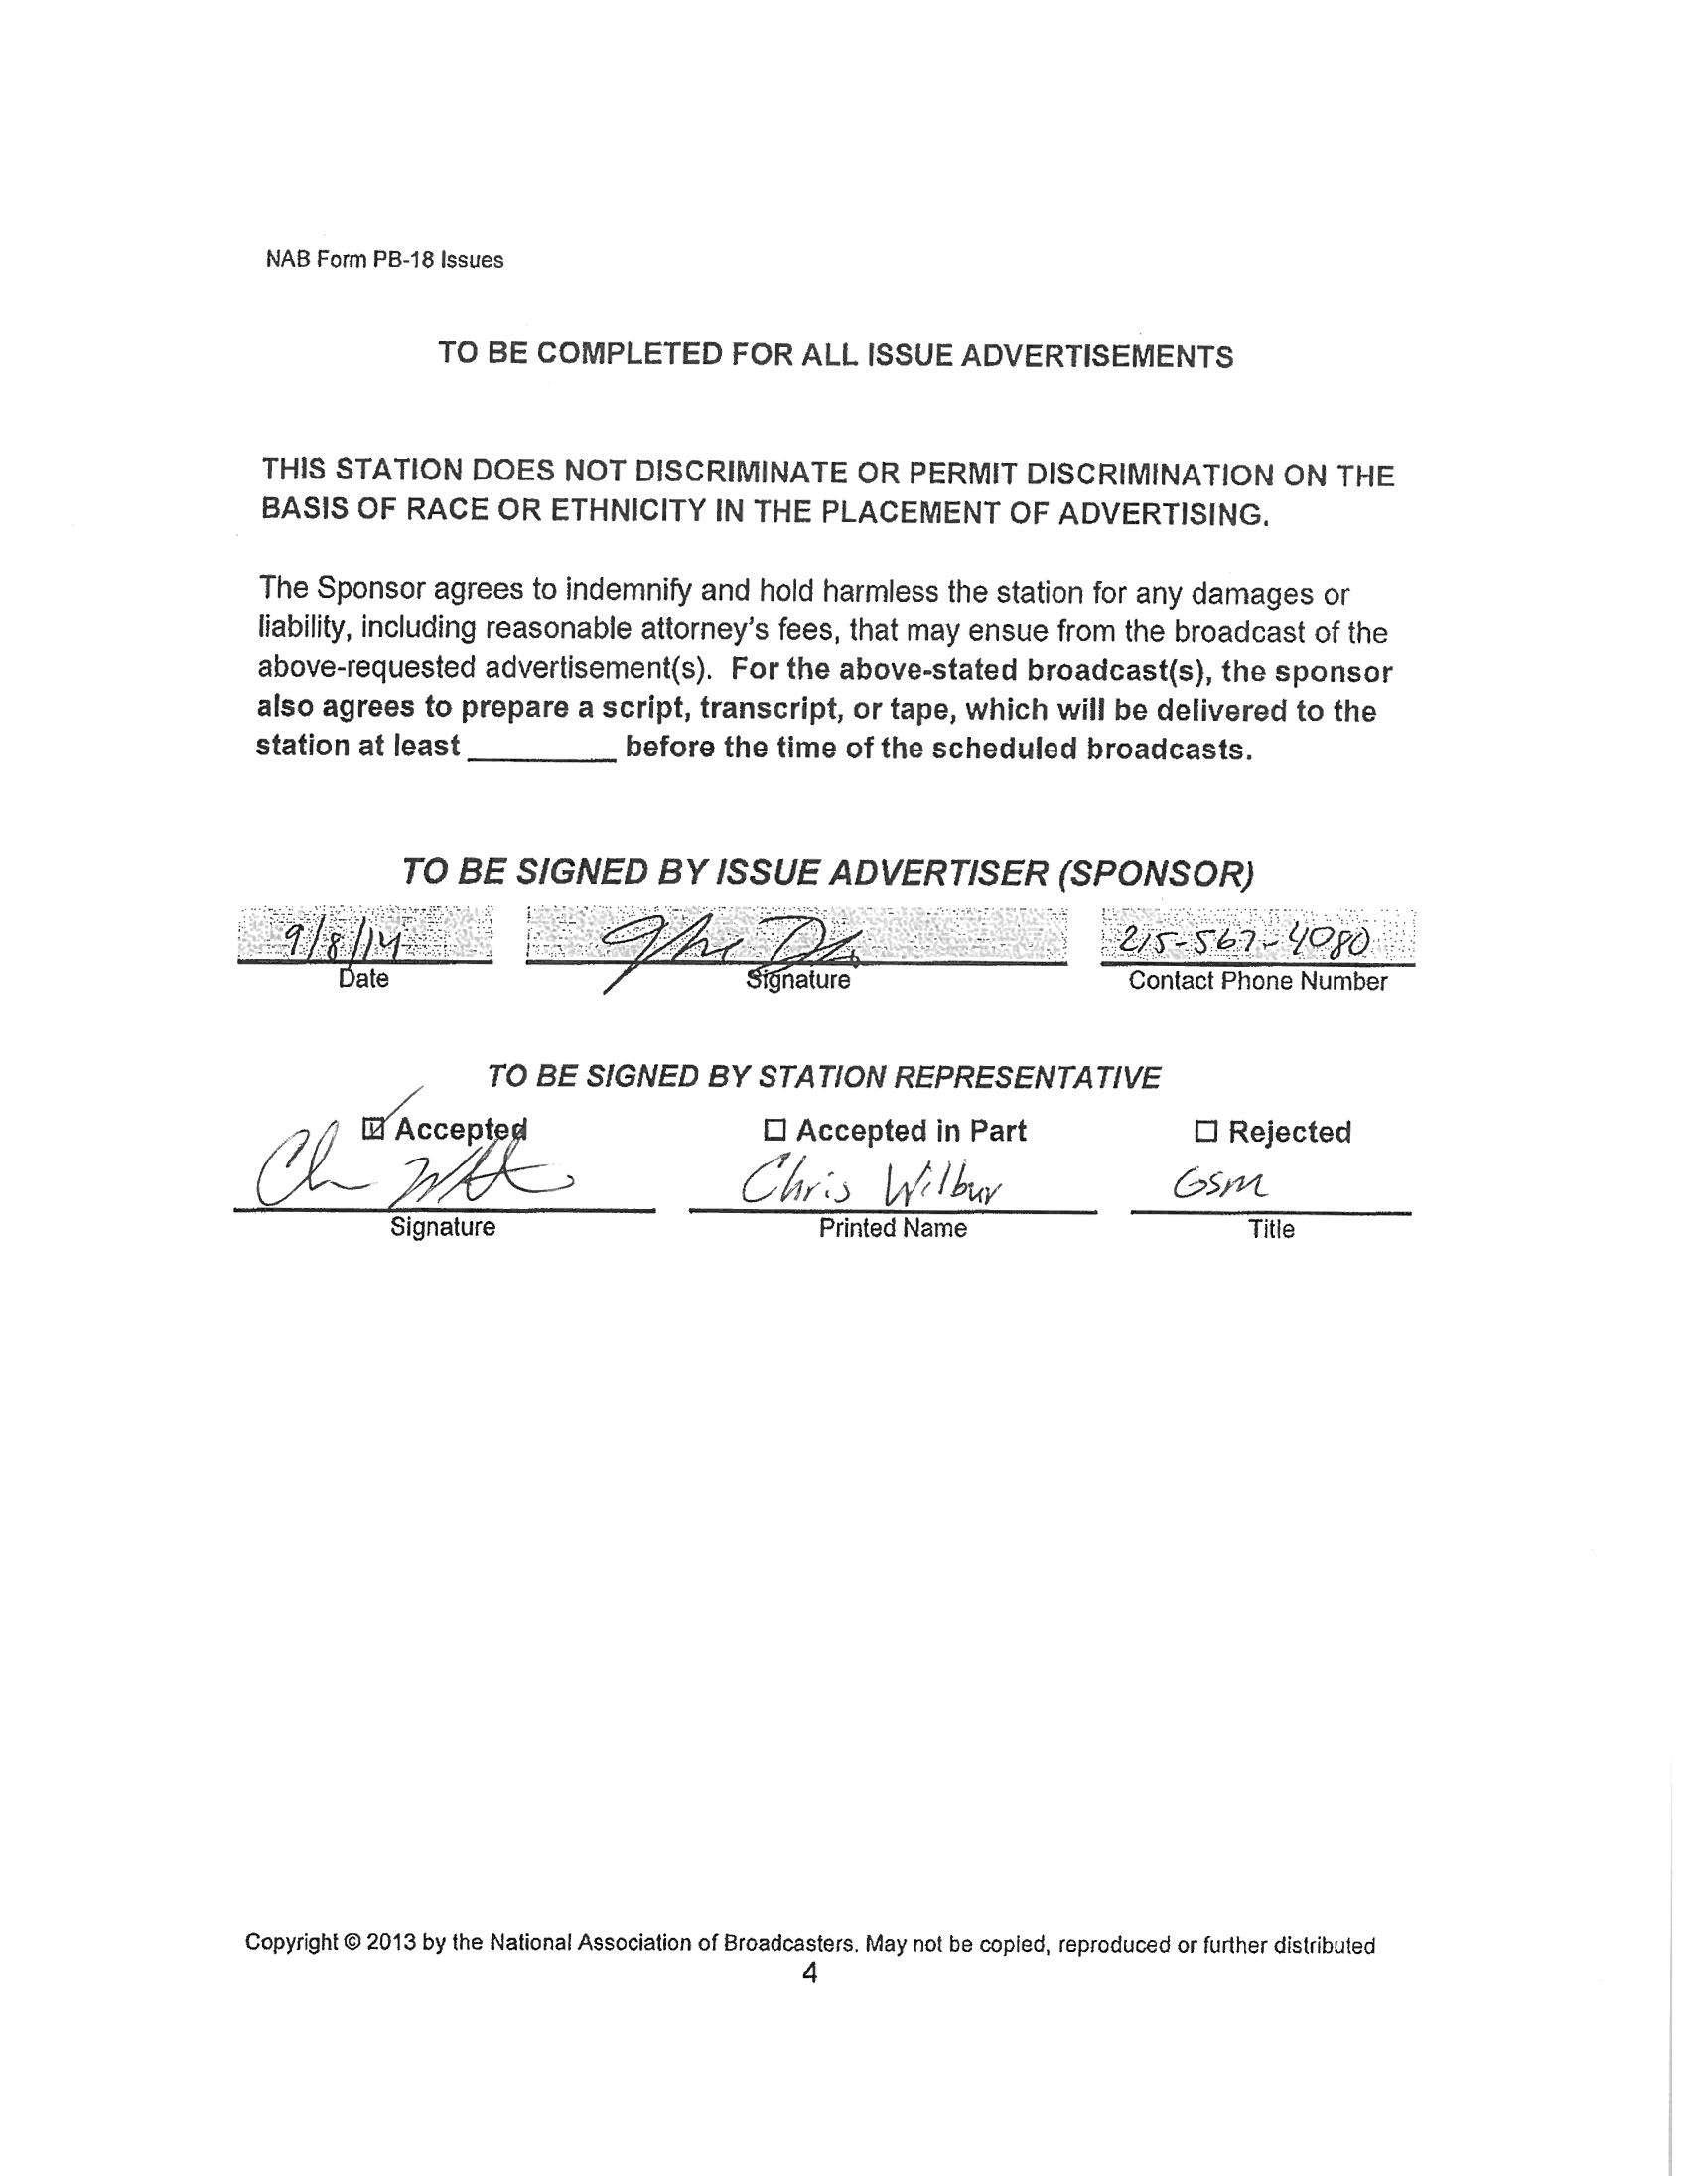 NAB Form PB-18 Issues
TO BE COMPLETED FOR ALL ISSUE ADVERTISEMENTS
THIS STATION DOES NOT DISCRIMINATE OR PERMIT DISCRIMINATION ON THE
BASIS OF RACE OR ETHNICITY IN THE PLACEMENT OF ADVERTISING.
The Sponsor agrees to indemnify and hold harmless the station for any damages or
liability, including reasonable attorney's fees, that may ensue from the broadcast of the
above-requested advertisement(s). For the above-stated broadcast(s), the sponsor
also agrees to prepare a script, transcript, or tape, which will be delivered to the
station at least ________ before the time of the scheduled broadcasts.
TO BE SIGNED BY ISSUE ADVERTISER (SPONSOR)
9/8/14 215-567-4080
Date Signature Contact Phone Number
TO BE SIGNED BY STATION REPRESENTATIVE
☑ Accepted ☐ Accepted in Part ☐ Rejected
Chris Wilbur GSM
Signature Printed Name Title
Copyright © 2013 by the National Association of Broadcasters. May not be copied, reproduced or further distributed
4